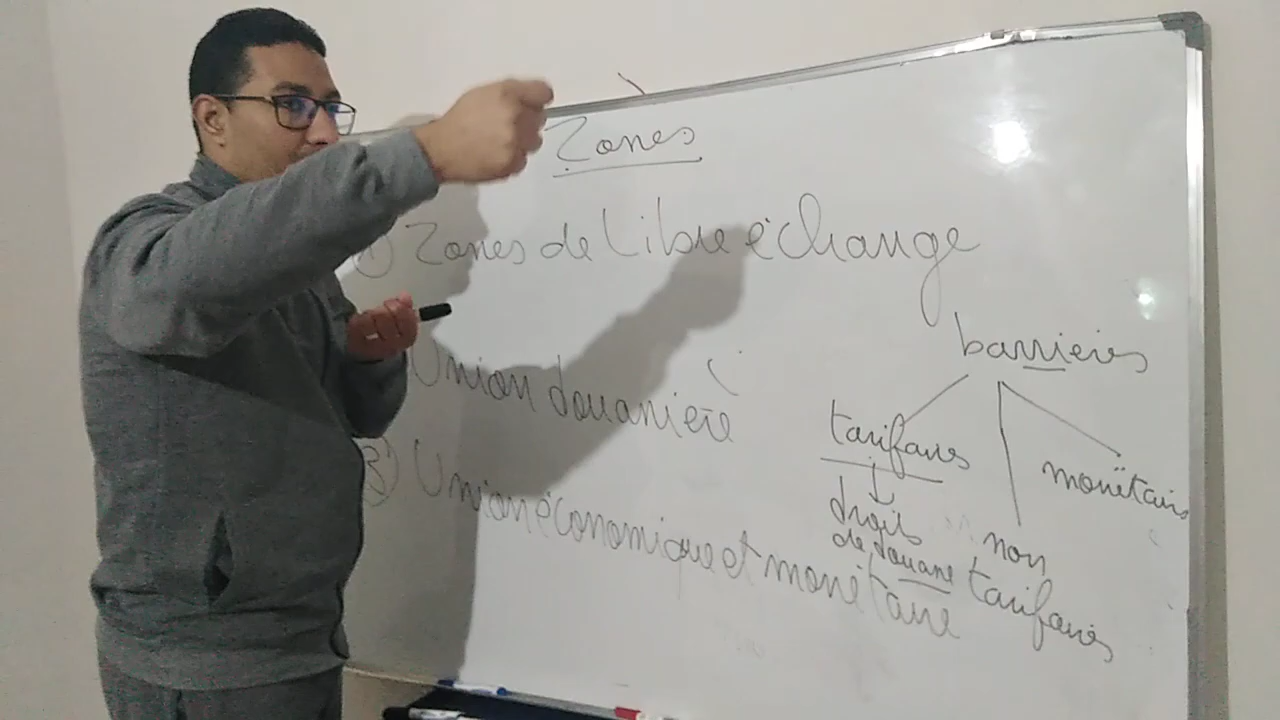 Zones
1) Zones de libre échange
Union douanière
3) Union économique et monétaire
barrières
tarifaires
droits
de douane
non
tarifaires
monétaires